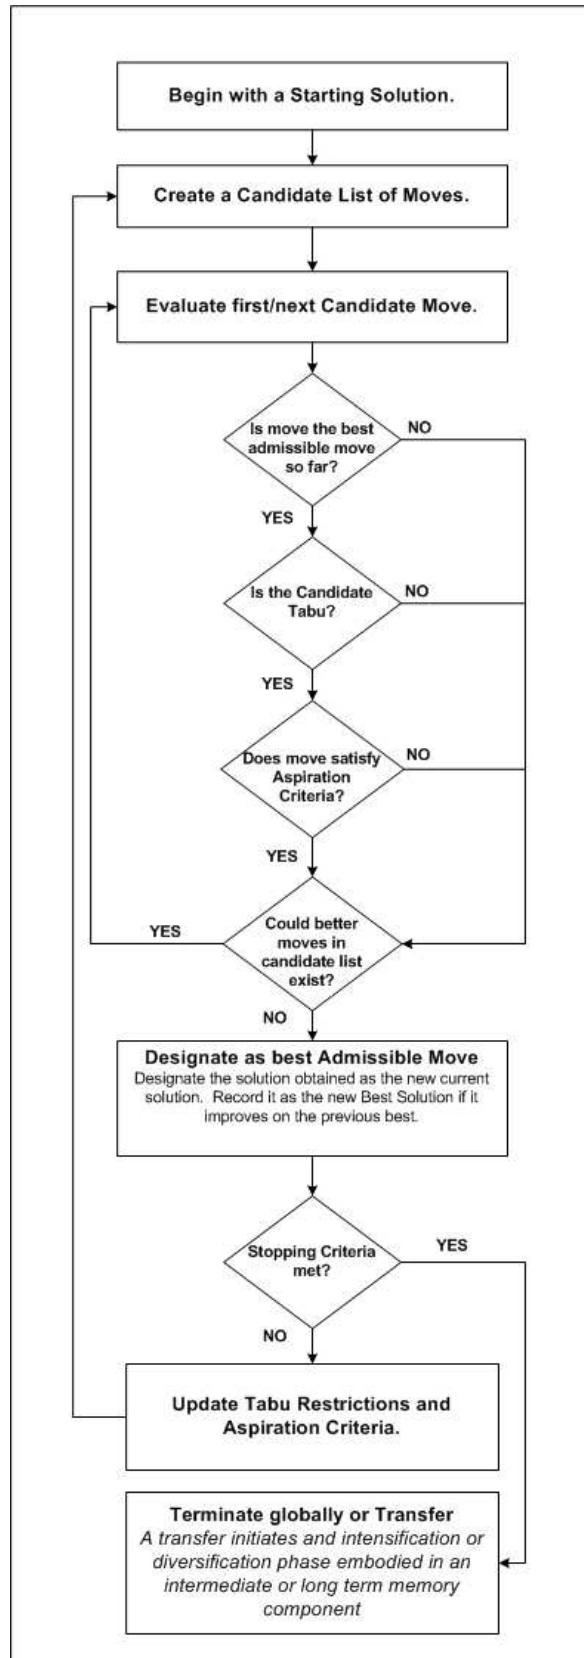 Begin with a Starting Solution.
Create a Candidate List of Moves.
Evaluate first/next Candidate Move.
Is move the best
admissible move
so far?
NO
YES
Is the Candidate
Tabu?
NO
YES
Does move satisfy
Aspiration
Criteria?
NO
YES
Could better
moves in
candidate list
exist?
YES
NO
Designate as best Admissible Move
Designate the solution obtained as the new current
solution. Record it as the new Best Solution if it
improves on the previous best.
Stopping Criteria
met?
YES
NO
Update Tabu Restrictions and
Aspiration Criteria.
Terminate globally or Transfer
A transfer initiates and intensification or
diversification phase embodied in an
intermediate or long term memory
component